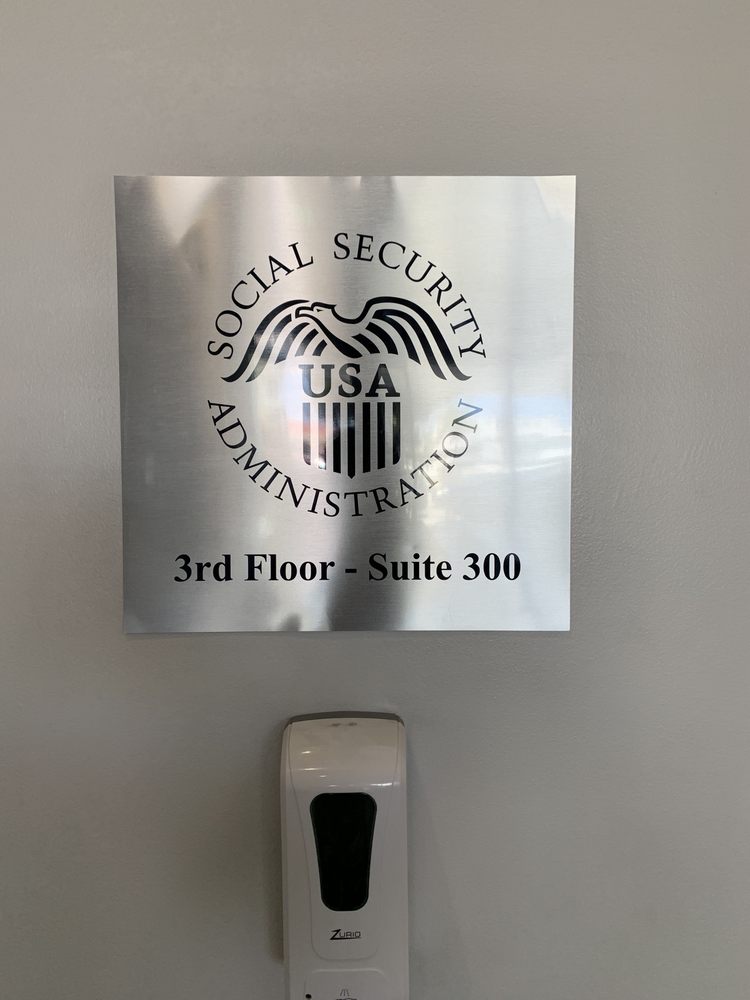 SOCIAL SECURITY
USA
ADMINISTRATION
3rd Floor - Suite 300
ZURIO